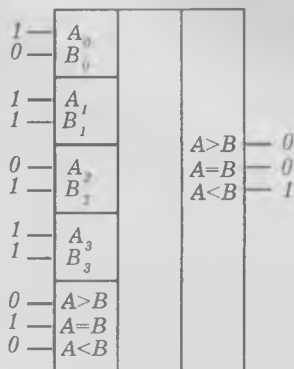 1 A₀
0 B₀
1 A₁
1 B₁
0 A₂
1 B₂
1 A₃
1 B₃
0 A>B
1 A=B
0 A<B
A>B 0
A=B 0
A<B 1